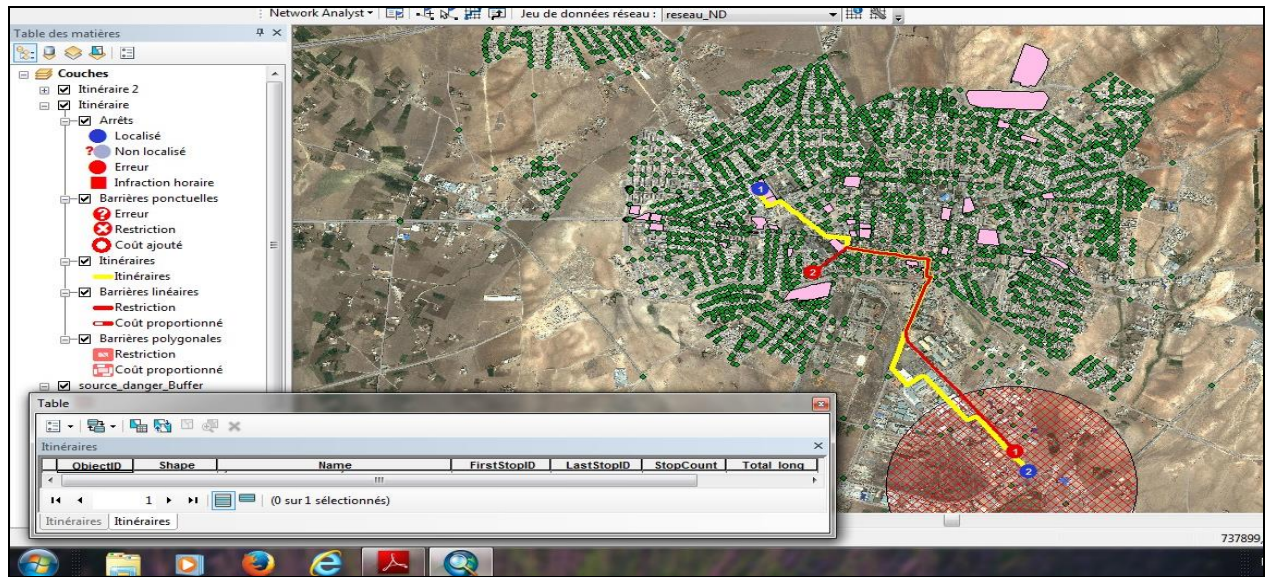 Network Analyst Jeu de données réseau : reseau_ND
Table des matières
Couches
Itinéraire 2
Itinéraire
Arrêts
Localisé
? Non localisé
Erreur
Infraction horaire
Barrières ponctuelles
? Erreur
Restriction
Coût ajouté
Itinéraires
Itinéraires
Barrières linéaires
Restriction
Coût proportionné
Barrières polygonales
Restriction
Coût proportionné
source_danger_Buffer
1
2
1
2
Table
Itinéraires
ObjectID Shape Name FirstStopID LastStopID StopCount Total_long
1 (0 sur 1 sélectionnés)
Itinéraires Itinéraires
737899,